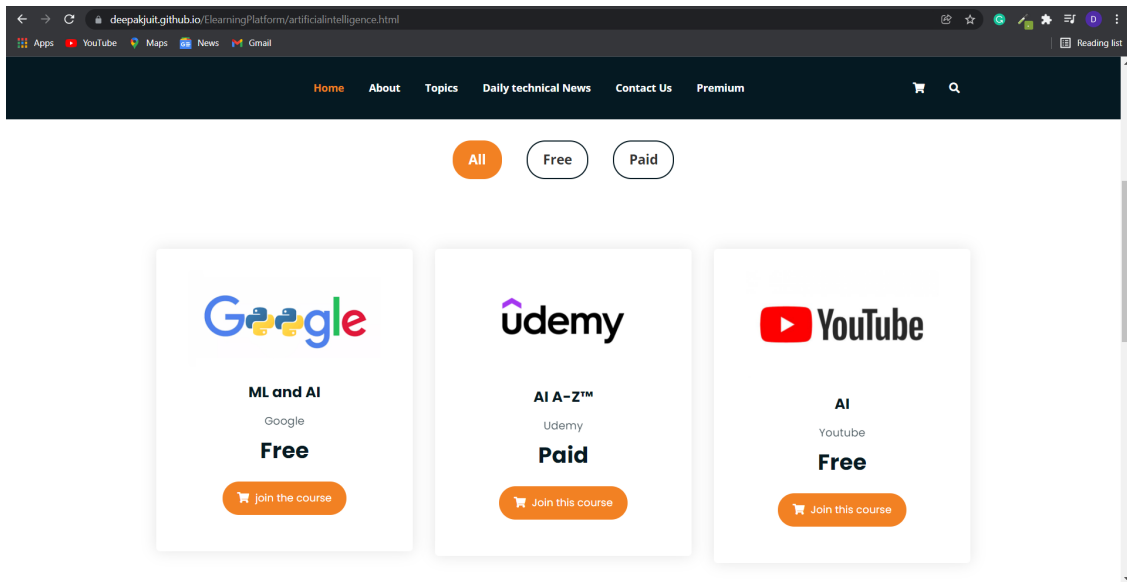 deepakjuit.github.io/ElearningPlatform/artificialintelligence.html
D
Apps YouTube Maps News Gmail Reading list
Home About Topics Daily technical News Contact Us Premium
All Free Paid
Google
ML and AI
Google
Free
join the course
ûdemy
AI A-Z™
Udemy
Paid
Join this course
YouTube
AI
Youtube
Free
Join this course